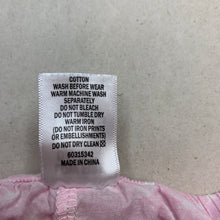 COTTON
WASH BEFORE WEAR
WARM MACHINE WASH
SEPARATELY
DO NOT BLEACH
DO NOT TUMBLE DRY
WARM IRON
(DO NOT IRON PRINTS
OR EMBELLISHMENTS)
DO NOT DRY CLEAN
60315342
MADE IN CHINA